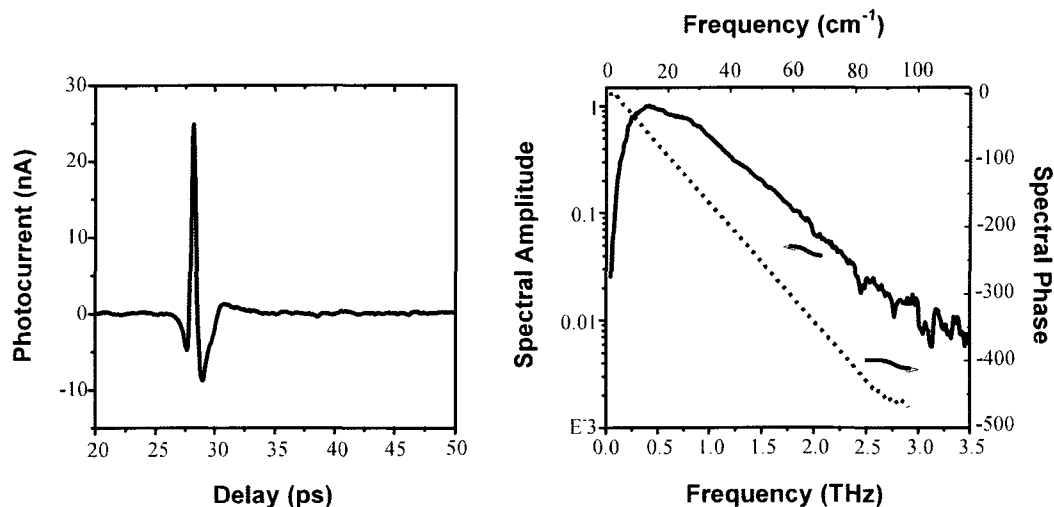 30
20
10
0
-10
Photocurrent (nA)
20 25 30 35 40 45 50
Delay (ps)
Frequency (cm-1)
0 20 40 60 80 100
1
0.1
0.01
E-3
Spectral Amplitude
0
-100
-200
-300
-400
-500
Spectral Phase
0.0 0.5 1.0 1.5 2.0 2.5 3.0 3.5
Frequency (THz)